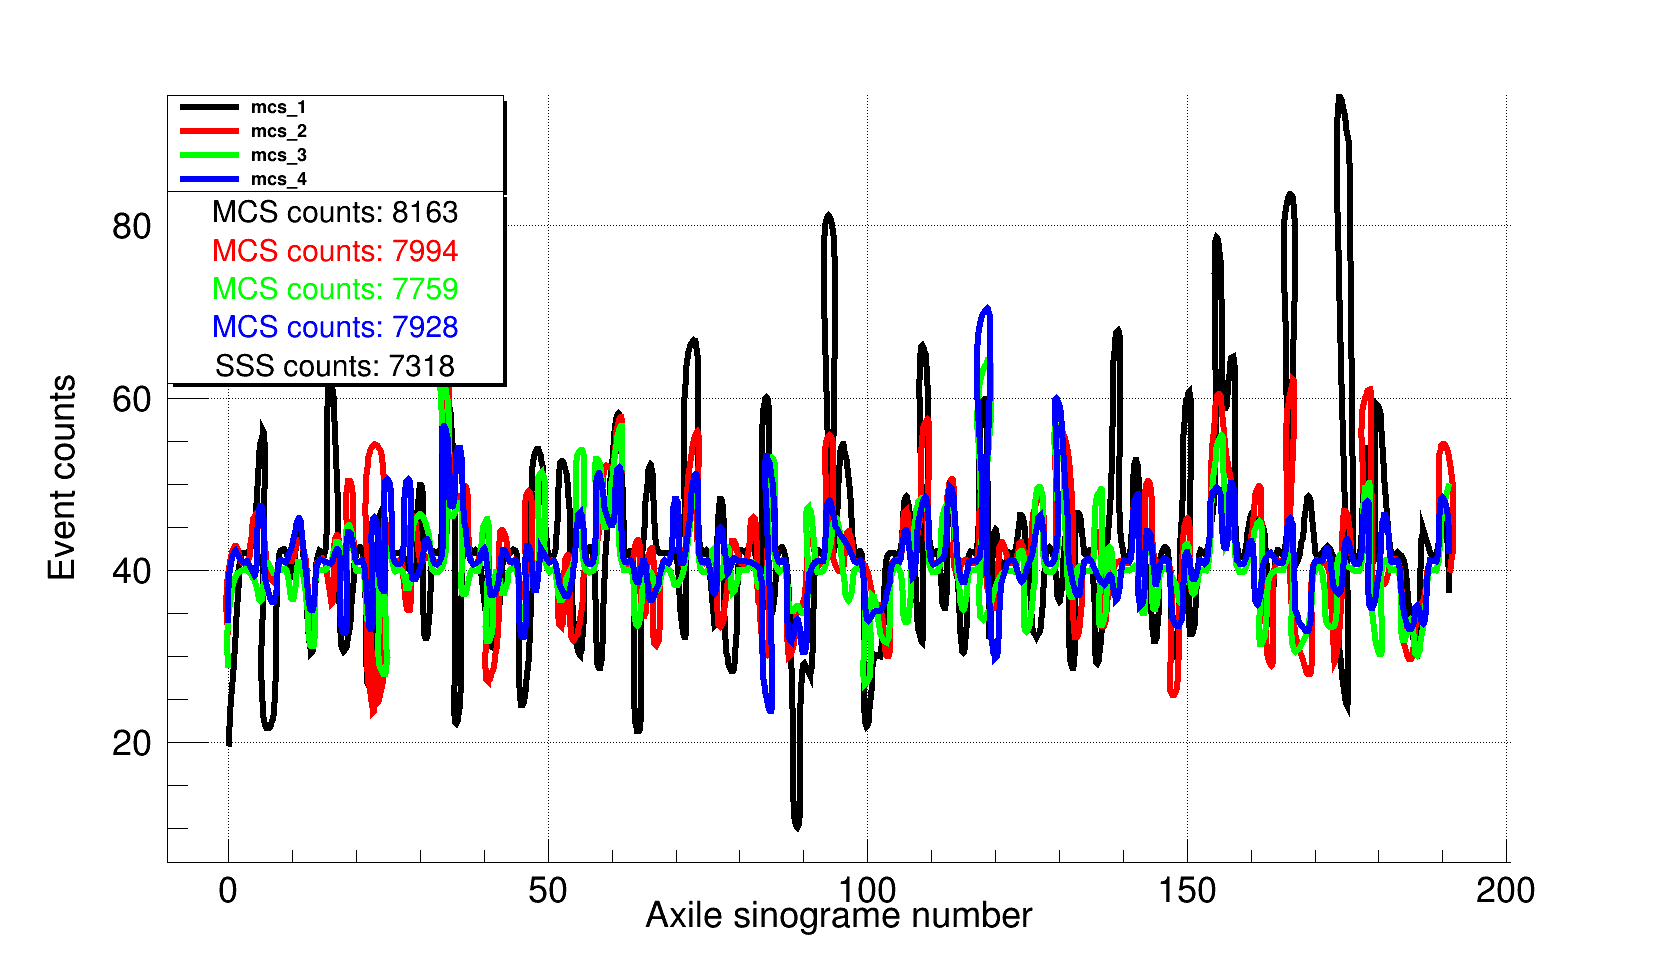 mcs_1
mcs_2
mcs_3
mcs_4
MCS counts: 8163
MCS counts: 7994
MCS counts: 7759
MCS counts: 7928
SSS counts: 7318
Event counts
80
60
40
20
0 50 100 150 200
Axile sinograme number